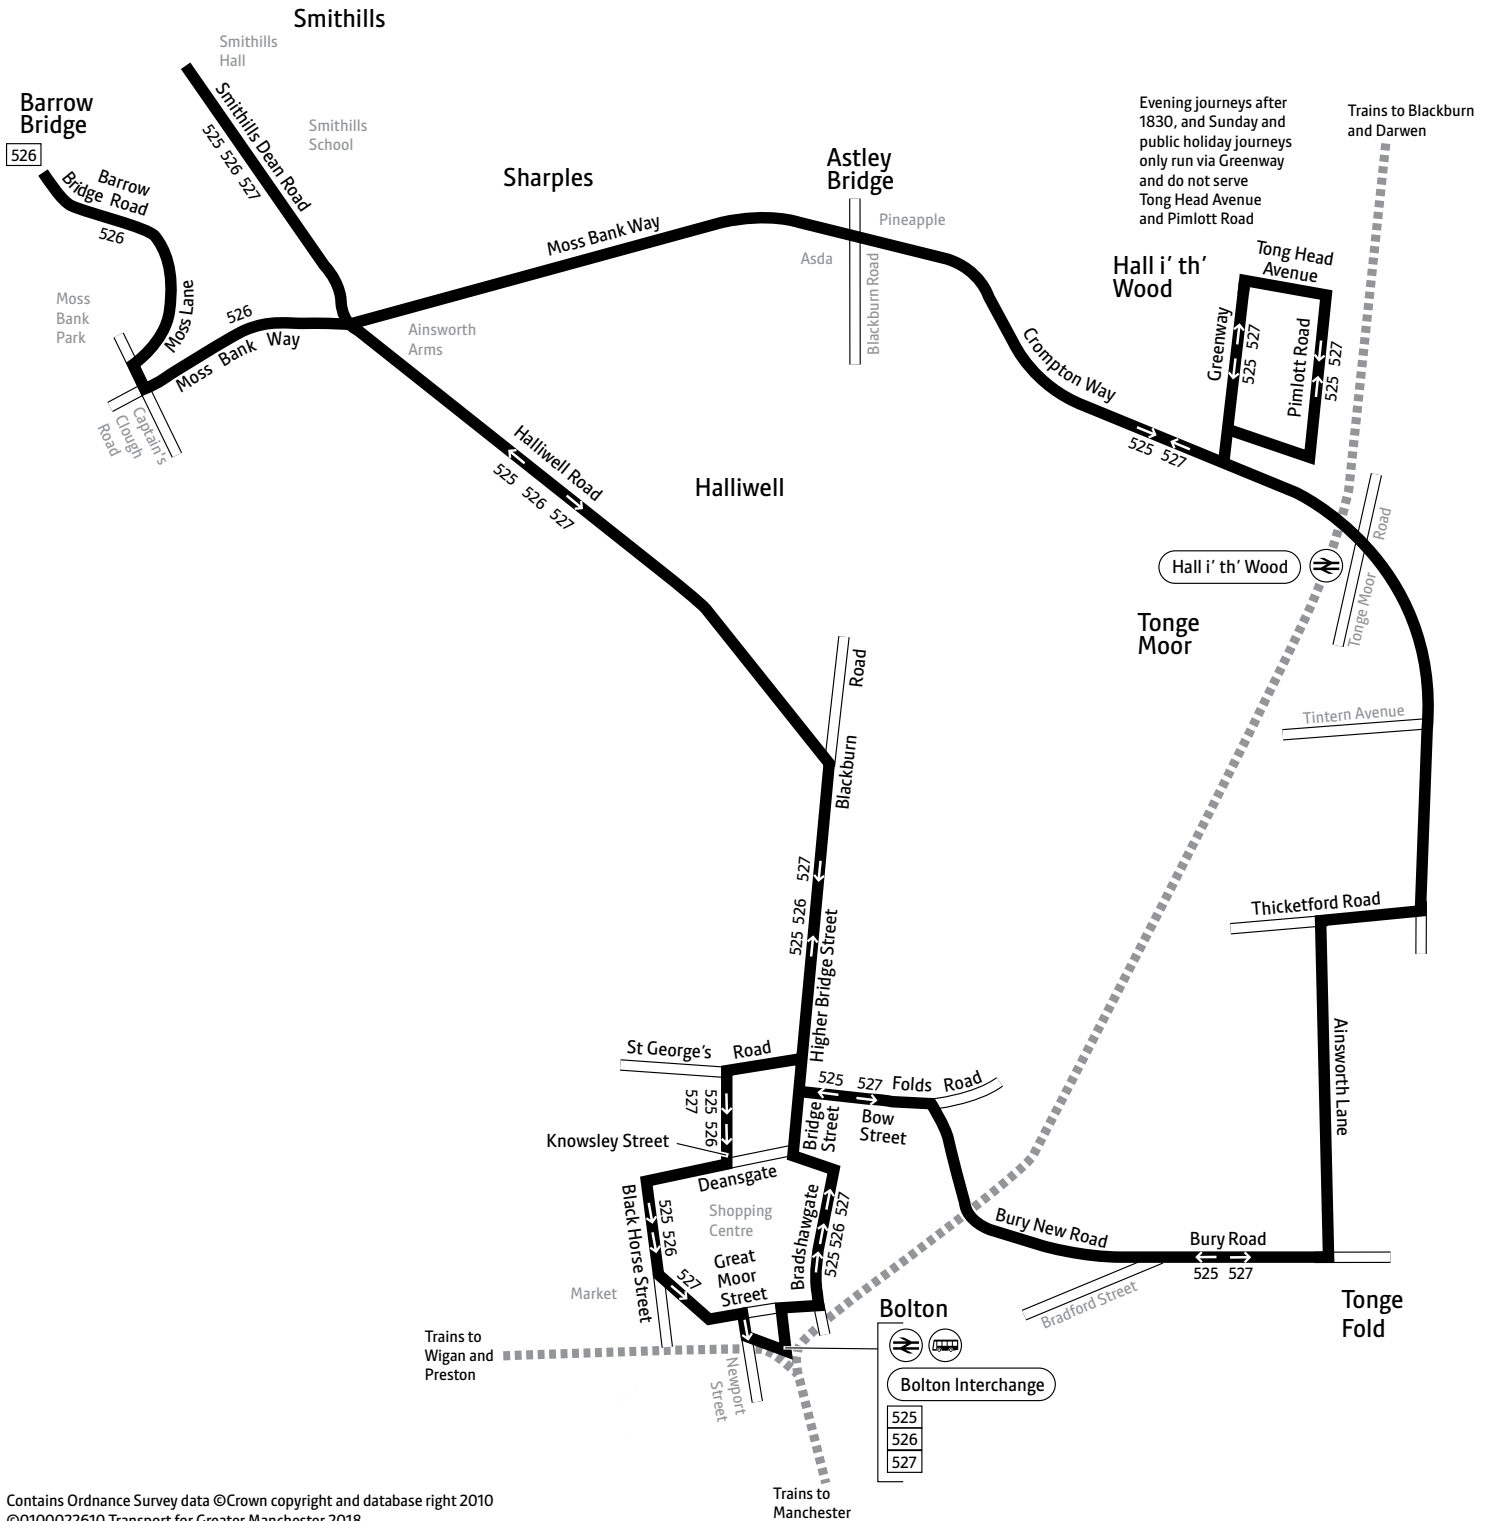 Smithills
Smithills
Hall
Barrow
Bridge
526
Smithills Dean Road
525 526 527
Smithills
School
Barrow
Bridge Road
526
Sharples
Astley
Bridge
Evening journeys after
1830, and Sunday and
public holiday journeys
only run via Greenway
and do not serve
Tong Head Avenue
and Pimlott Road
Trains to Blackburn
and Darwen
Moss Bank Way
Pineapple
Asda
Blackburn Road
Hall i' th'
Wood
Tong Head
Avenue
Greenway
525 527
Pimlott Road
525 527
Moss
Bank
Park
Moss Lane
526
Moss Bank Way
Ainsworth
Arms
Captain's
Clough
Road
Crompton Way
525 527
Halliwell Road
525 526 527
Halliwell
Hall i' th' Wood
Tonge Moor Road
Tonge
Moor
Blackburn Road
Tintern Avenue
525 526 527
Higher Bridge Street
Thicketford Road
Ainsworth Lane
St George's Road
525 527 Folds Road
525 526
527
Bridge
Street
Bow
Street
Knowsley Street
Deansgate
Black Horse Street
525 526
527
Shopping
Centre
Bradshawgate
525 526 527
Great
Moor
Street
Market
Bury New Road
Bury Road
525 527
Bradford Street
Tonge
Fold
Bolton
Bolton Interchange
525
526
527
Trains to
Wigan and
Preston
Newport
Street
Trains to
Manchester
Contains Ordnance Survey data ©Crown copyright and database right 2010
©0100022610 Transport for Greater Manchester 2018